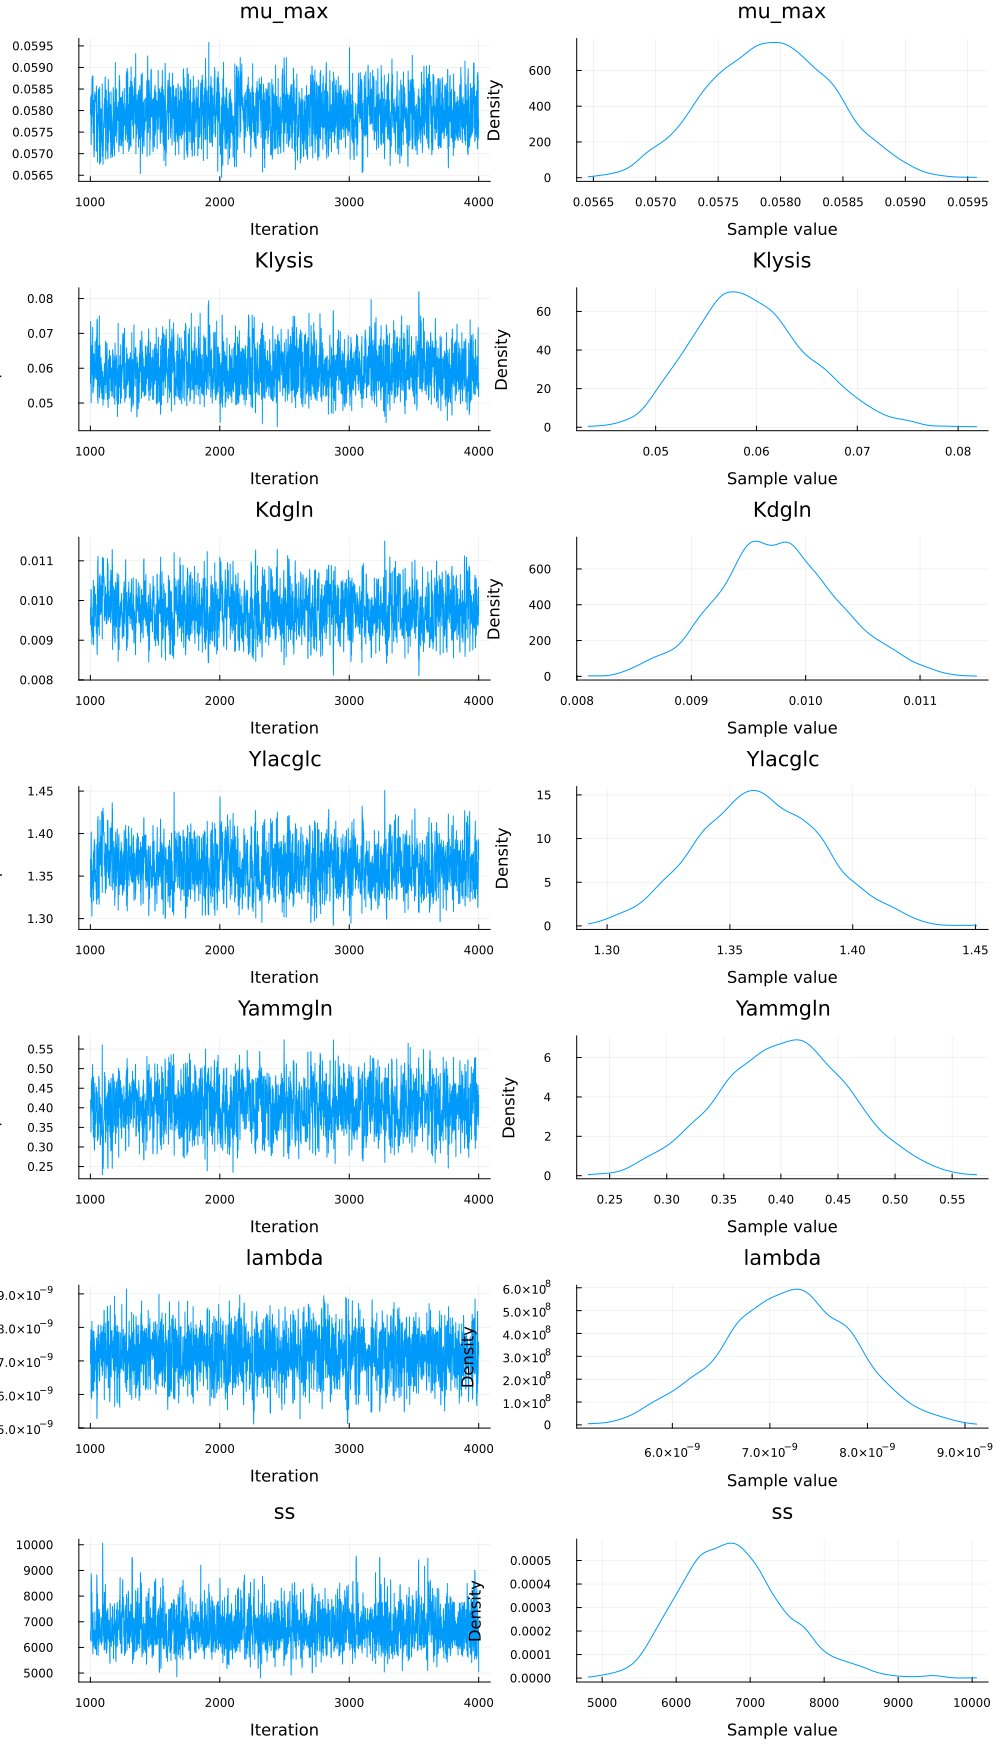 mu_max mu_max
0.0595
0.0590
0.0585
0.0580
0.0575
0.0570
0.0565
1000 2000 3000 4000
Iteration
Density
600
400
200
0
0.0565 0.0570 0.0575 0.0580 0.0585 0.0590 0.0595
Sample value
Klysis Klysis
0.08
0.07
0.06
0.05
1000 2000 3000 4000
Iteration
Density
60
40
20
0
0.05 0.06 0.07 0.08
Sample value
Kdgln Kdgln
0.011
0.010
0.009
0.008
1000 2000 3000 4000
Iteration
Density
600
400
200
0
0.008 0.009 0.010 0.011
Sample value
Ylacglc Ylacglc
1.45
1.40
1.35
1.30
1000 2000 3000 4000
Iteration
Density
15
10
5
0
1.30 1.35 1.40 1.45
Sample value
Yammgln Yammgln
0.55
0.50
0.45
0.40
0.35
0.30
0.25
1000 2000 3000 4000
Iteration
Density
6
4
2
0
0.25 0.30 0.35 0.40 0.45 0.50 0.55
Sample value
lambda lambda
9.0×10⁻⁹
8.0×10⁻⁹
7.0×10⁻⁹
6.0×10⁻⁹
5.0×10⁻⁹
1000 2000 3000 4000
Iteration
Density
6.0×10⁸
5.0×10⁸
4.0×10⁸
3.0×10⁸
2.0×10⁸
1.0×10⁸
0
6.0×10⁻⁹ 7.0×10⁻⁹ 8.0×10⁻⁹ 9.0×10⁻⁹
Sample value
ss ss
10000
9000
8000
7000
6000
5000
1000 2000 3000 4000
Iteration
Density
0.0005
0.0004
0.0003
0.0002
0.0001
0.0000
5000 6000 7000 8000 9000 10000
Sample value